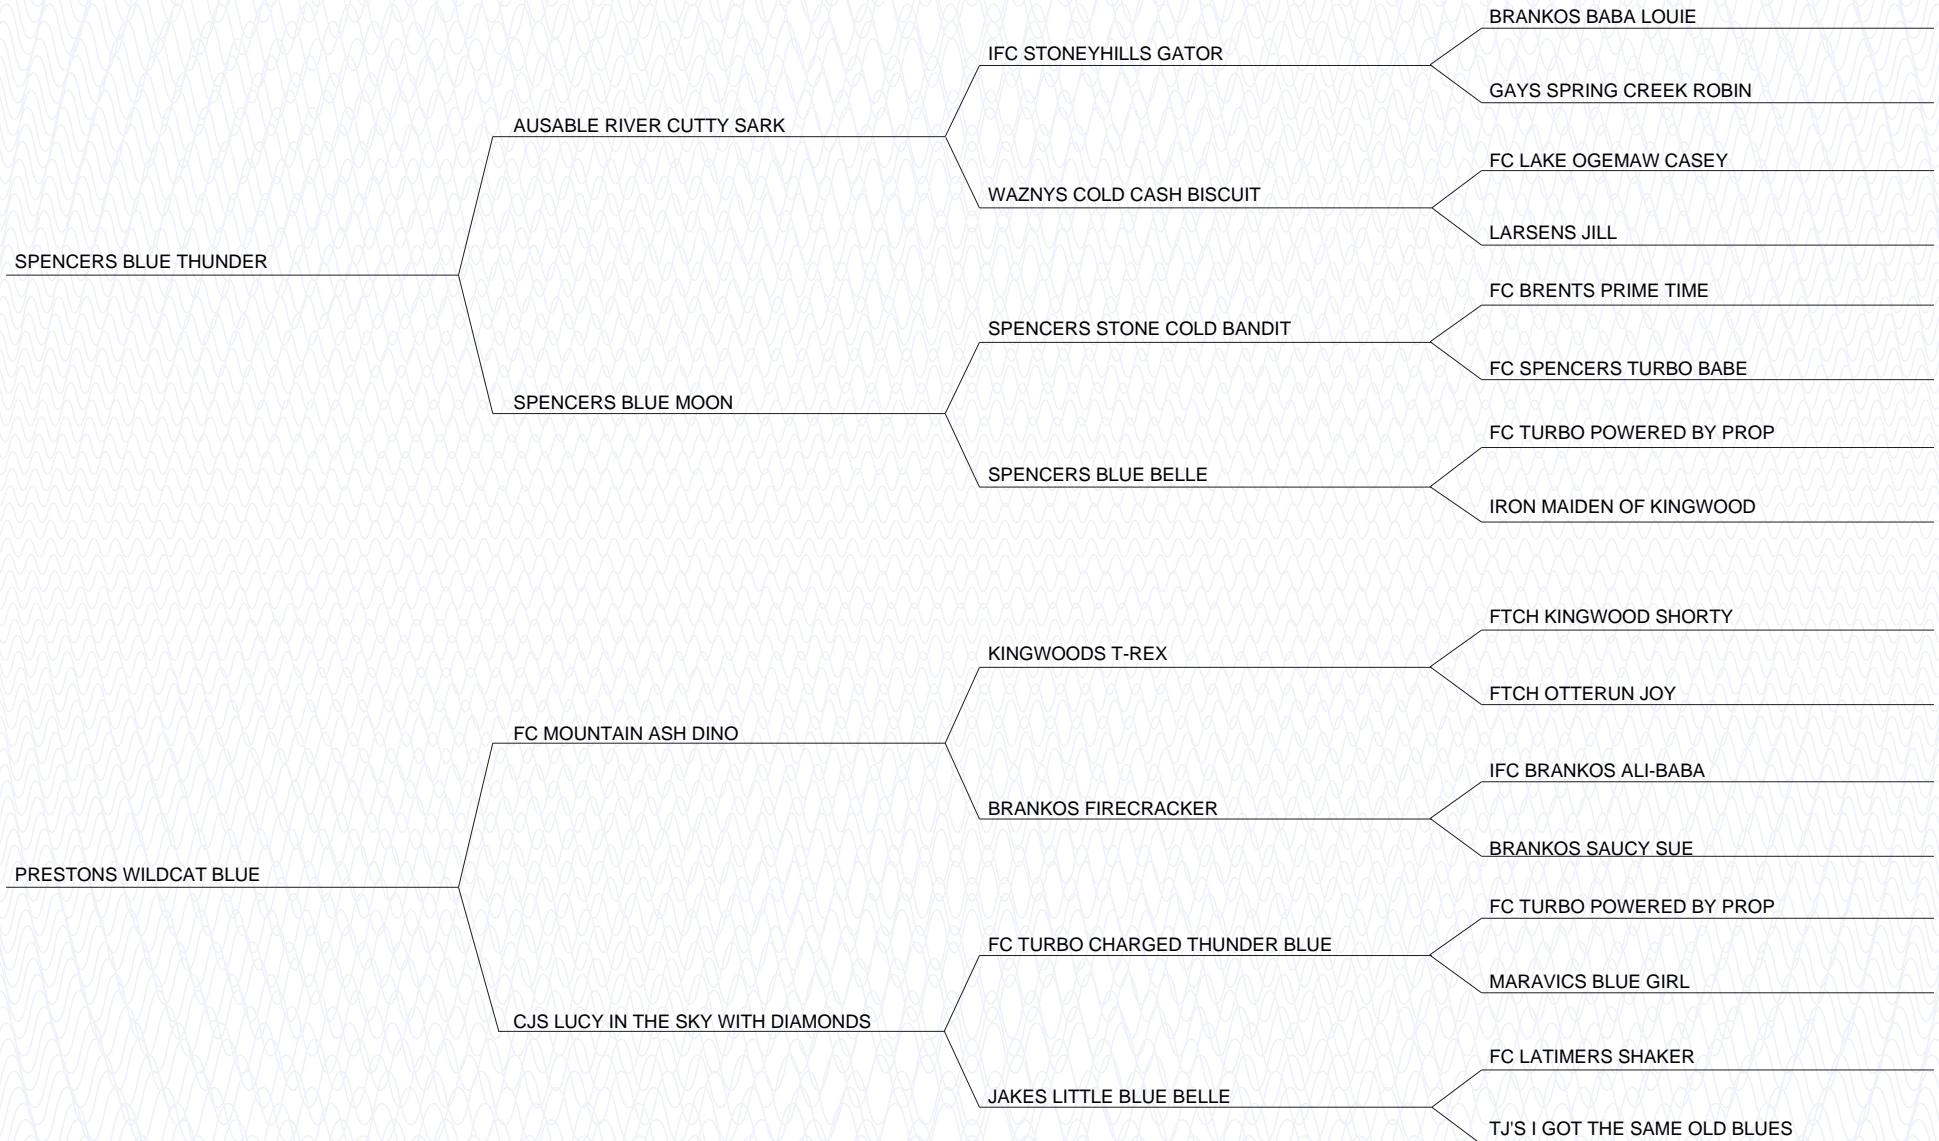 BRANKOS BABA LOUIE
IFC STONEYHILLS GATOR
GAYS SPRING CREEK ROBIN
AUSABLE RIVER CUTTY SARK
FC LAKE OGEMAW CASEY
WAZNYS COLD CASH BISCUIT
LARSENS JILL
SPENCERS BLUE THUNDER
FC BRENTS PRIME TIME
SPENCERS STONE COLD BANDIT
FC SPENCERS TURBO BABE
SPENCERS BLUE MOON
FC TURBO POWERED BY PROP
SPENCERS BLUE BELLE
IRON MAIDEN OF KINGWOOD
FTCH KINGWOOD SHORTY
KINGWOODS T-REX
FTCH OTTERUN JOY
FC MOUNTAIN ASH DINO
IFC BRANKOS ALI-BABA
BRANKOS FIRECRACKER
BRANKOS SAUCY SUE
PRESTONS WILDCAT BLUE
FC TURBO POWERED BY PROP
FC TURBO CHARGED THUNDER BLUE
MARAVICS BLUE GIRL
CJS LUCY IN THE SKY WITH DIAMONDS
FC LATIMERS SHAKER
JAKES LITTLE BLUE BELLE
TJ'S I GOT THE SAME OLD BLUES